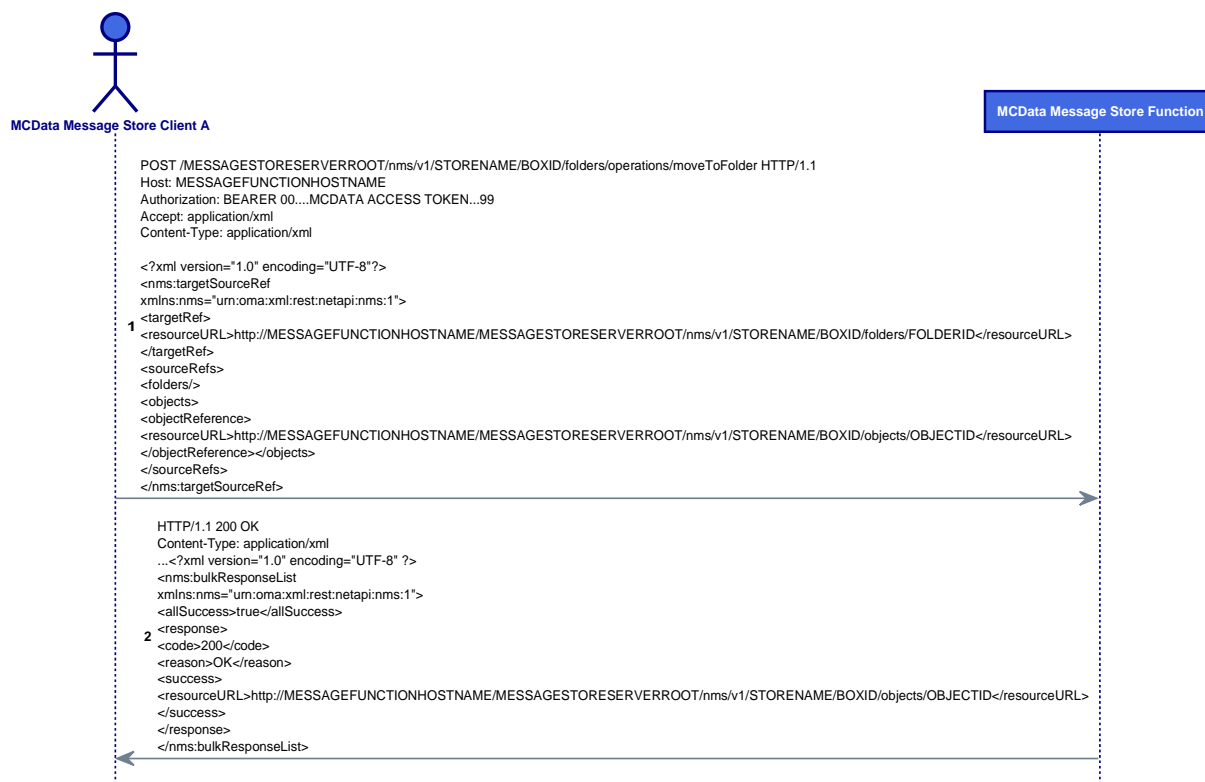 MCData Message Store Client A
MCData Message Store Function
POST /MESSAGESTORESERVERROOT/nms/v1/STORENAME/BOXID/folders/operations/moveToFolder HTTP/1.1
Host: MESSAGEFUNCTIONHOSTNAME
Authorization: BEARER 00....MCDATA ACCESS TOKEN...99
Accept: application/xml
Content-Type: application/xml
<?xml version="1.0" encoding="UTF-8"?>
<nms:targetSourceRef
xmlns:nms="urn:oma:xml:rest:netapi:nms:1">
<targetRef>
1
<resourceURL>http://MESSAGEFUNCTIONHOSTNAME/MESSAGESTORESERVERROOT/nms/v1/STORENAME/BOXID/folders/FOLDERID</resourceURL>
</targetRef>
<sourceRefs>
<folders/>
<objects>
<objectReference>
<resourceURL>http://MESSAGEFUNCTIONHOSTNAME/MESSAGESTORESERVERROOT/nms/v1/STORENAME/BOXID/objects/OBJECTID</resourceURL>
</objectReference></objects>
</sourceRefs>
</nms:targetSourceRef>
HTTP/1.1 200 OK
Content-Type: application/xml
...<?xml version="1.0" encoding="UTF-8" ?>
<nms:bulkResponseList
xmlns:nms="urn:oma:xml:rest:netapi:nms:1">
<allSuccess>true</allSuccess>
<response>
2
<code>200</code>
<reason>OK</reason>
<success>
<resourceURL>http://MESSAGEFUNCTIONHOSTNAME/MESSAGESTORESERVERROOT/nms/v1/STORENAME/BOXID/objects/OBJECTID</resourceURL>
</success>
</response>
</nms:bulkResponseList>